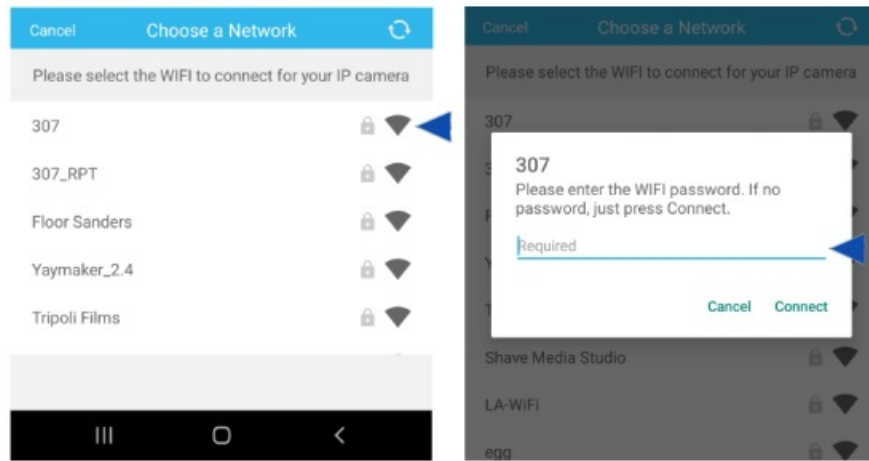 Cancel Choose a Network
Please select the WIFI to connect for your IP camera
307
307_RPT
Floor Sanders
Yaymaker_2.4
Tripoli Films
Cancel Choose a Network
Please select the WIFI to connect for your IP camera
307
307
Please enter the WIFI password. If no
password, just press Connect.
Required
Cancel Connect
Shave Media Studio
LA-WiFi
egg